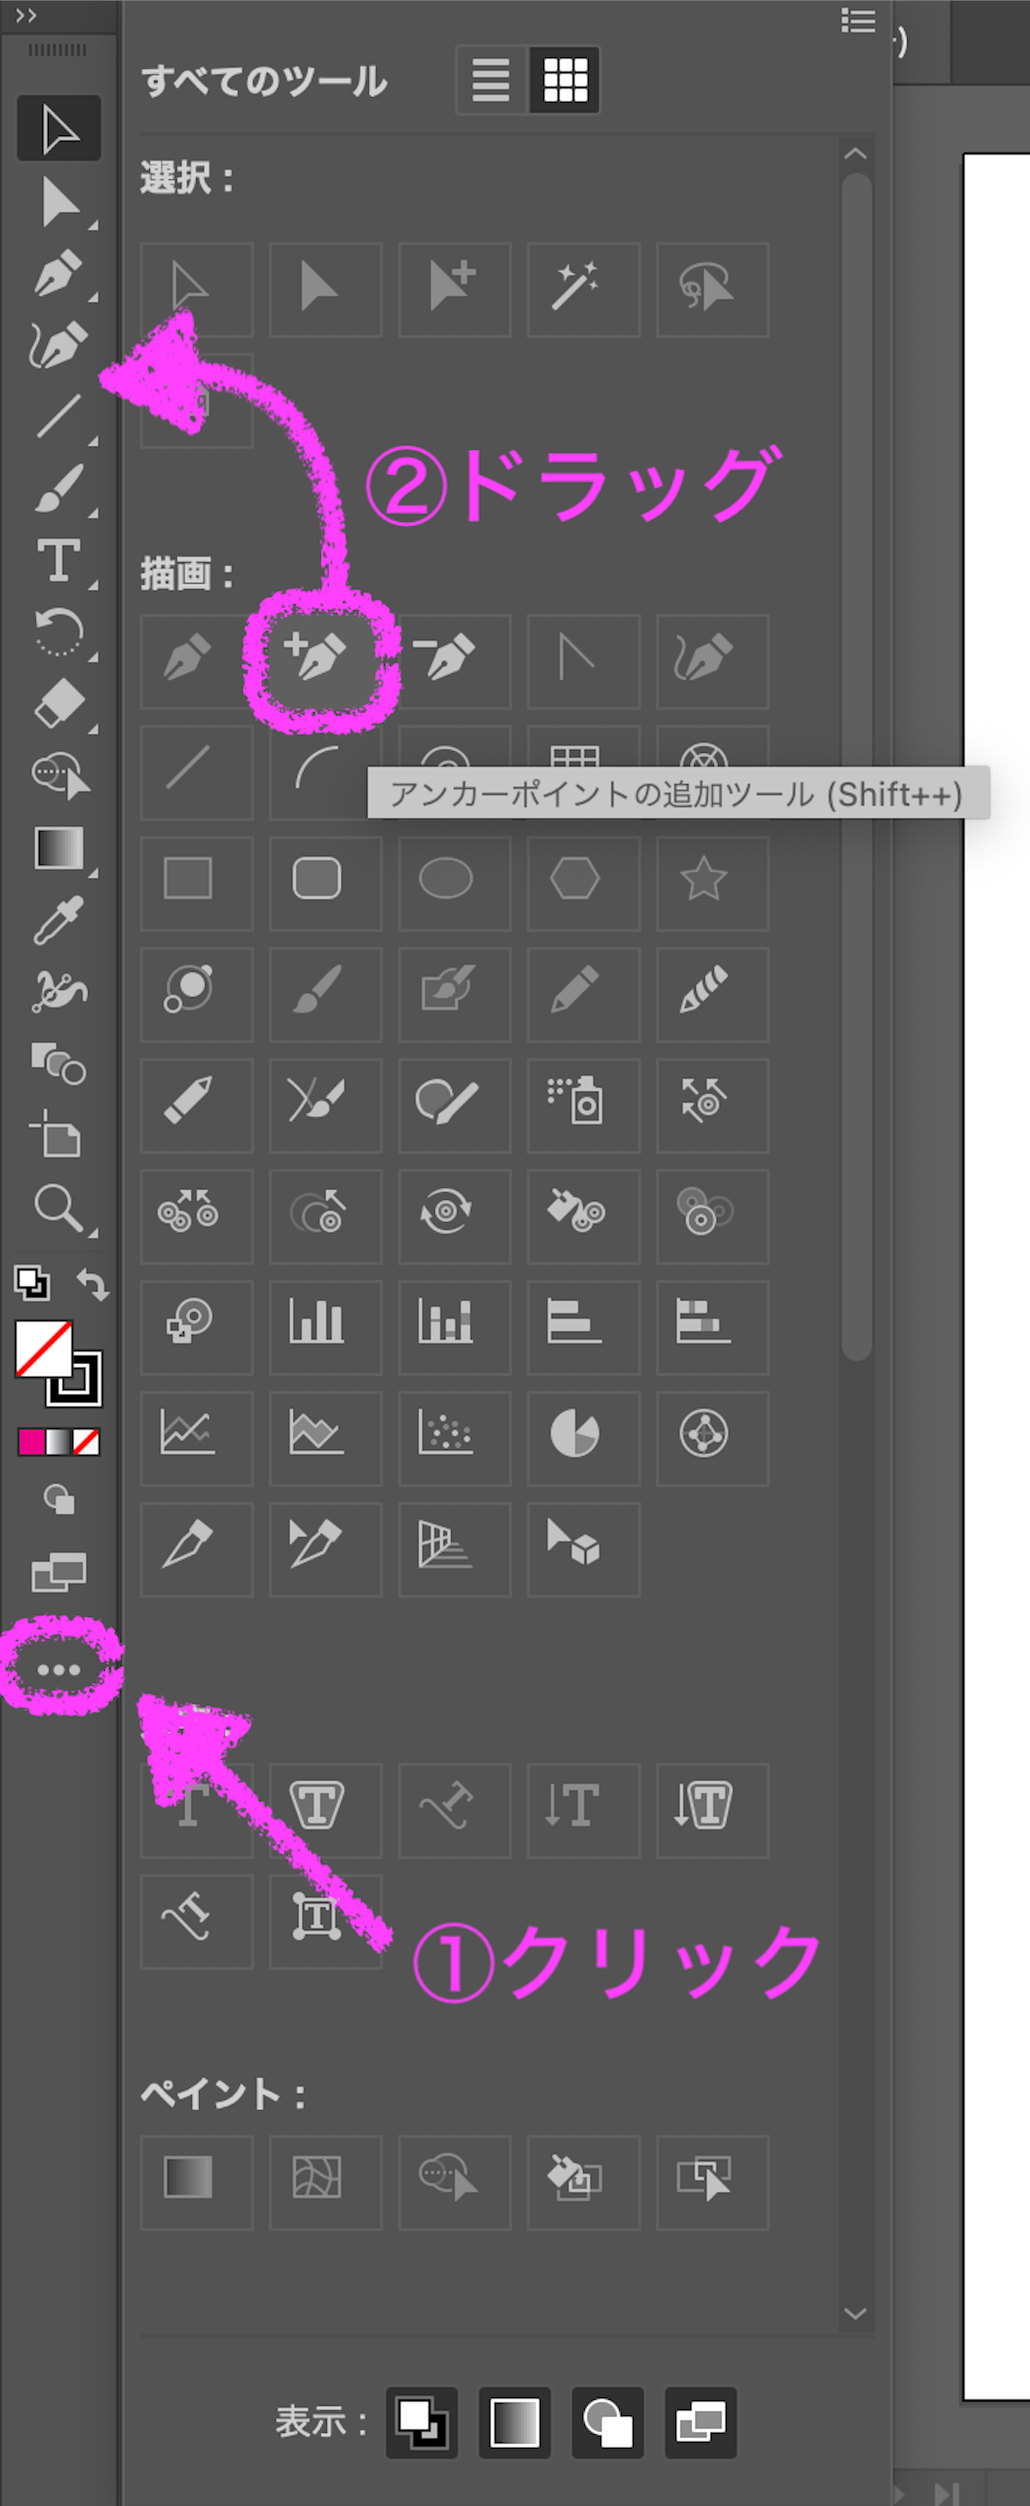 すべてのツール
選択：
②ドラッグ
描画：
アンカーポイントの追加ツール (Shift++)
①クリック
ペイント：
表示：